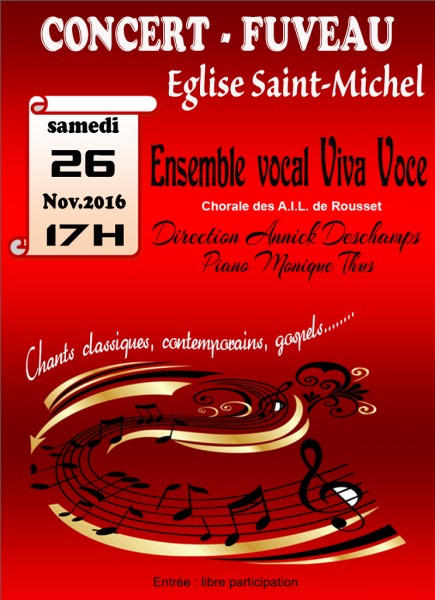 CONCERT - FUVEAU
Eglise Saint-Michel
samedi
26
Nov.2016
17H
Ensemble vocal Viva Voce
Chorale des A.I.L. de Rousset
Direction Annick Deschamps
Piano Monique Thus
Chants classiques, contemporains, gospels........
Entrée : libre participation